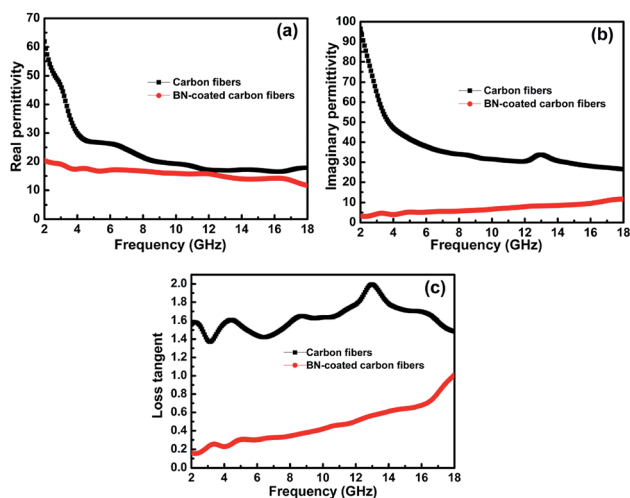 (a)
Real permittivity
70
60
50
40
30
20
10
0
Carbon fibers
BN-coated carbon fibers
2 4 6 8 10 12 14 16 18
Frequency (GHz)
(b)
Imaginary permittivity
100
90
80
70
60
50
40
30
20
10
0
Carbon fibers
BN-coated carbon fibers
2 4 6 8 10 12 14 16 18
Frequency (GHz)
(c)
Loss tangent
2.0
1.8
1.6
1.4
1.2
1.0
0.8
0.6
0.4
0.2
0.0
Carbon fibers
BN-coated carbon fibers
2 4 6 8 10 12 14 16 18
Frequency (GHz)